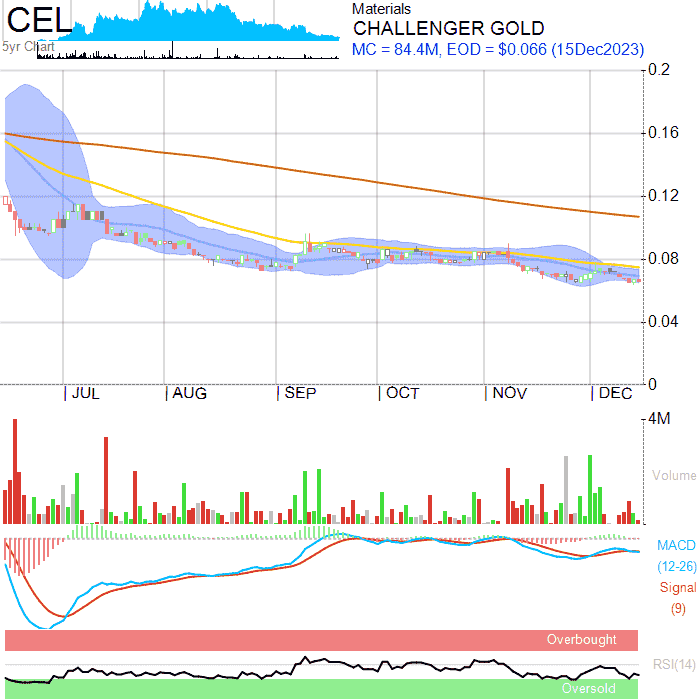 CEL
5yr Chart
Materials
CHALLENGER GOLD
MC = 84.4M, EOD = $0.066 (15Dec2023)
0.2
0.16
0.12
0.08
0.04
0
JUL AUG SEP OCT NOV DEC
4M
Volume
MACD
(12-26)
Signal
(9)
Overbought
RSI(14)
Oversold